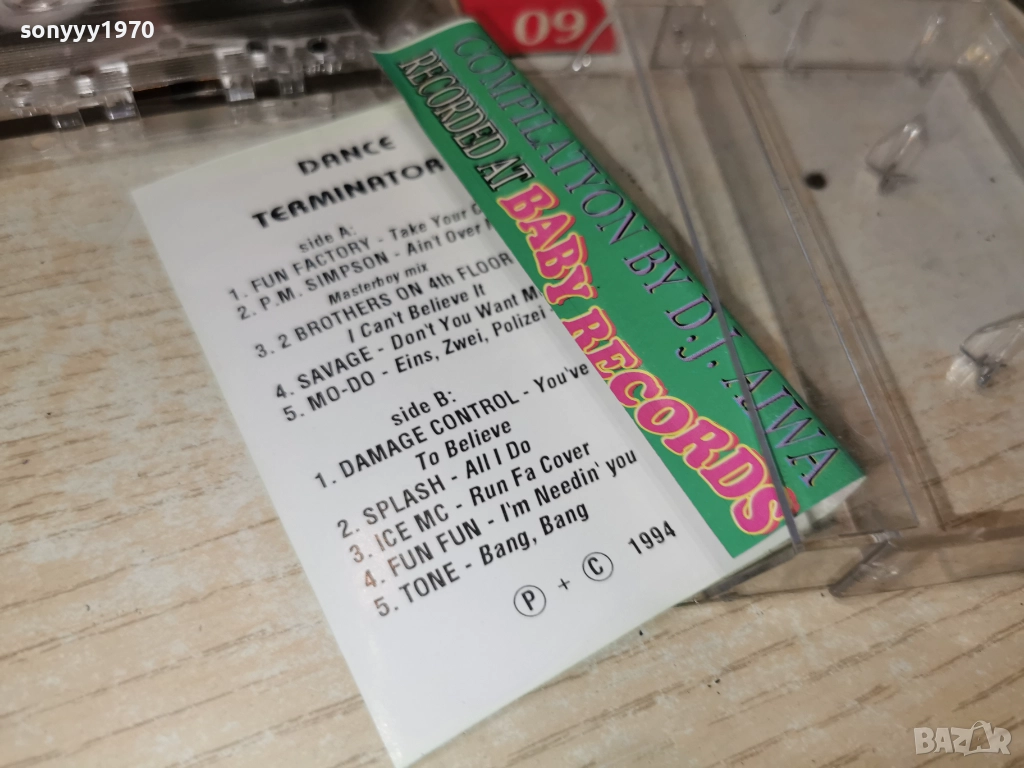 sonyyy1970
09
COMPILATYON BY D.J. AIWA
RECORDED AT BABY RECORDS
DANCE
TERMINATOR
side A:
1. FUN FACTORY - Take Your
2. P.M. SIMPSON - Ain't Over
Masterboy mix
3. 2 BROTHERS ON 4th FLOOR
I Can't Believe It
4. SAVAGE - Don't You Want
5. MO-DO - Eins, Zwei, Polizei -
side B:
1. DAMAGE CONTROL - You've
To Believe
2. SPLASH - All I Do
3. ICE MC - Run Fa Cover
4. FUN FUN - I'm Needin' you
5. TONE - Bang, Bang
Ⓟ + Ⓒ 1994
BAZAR